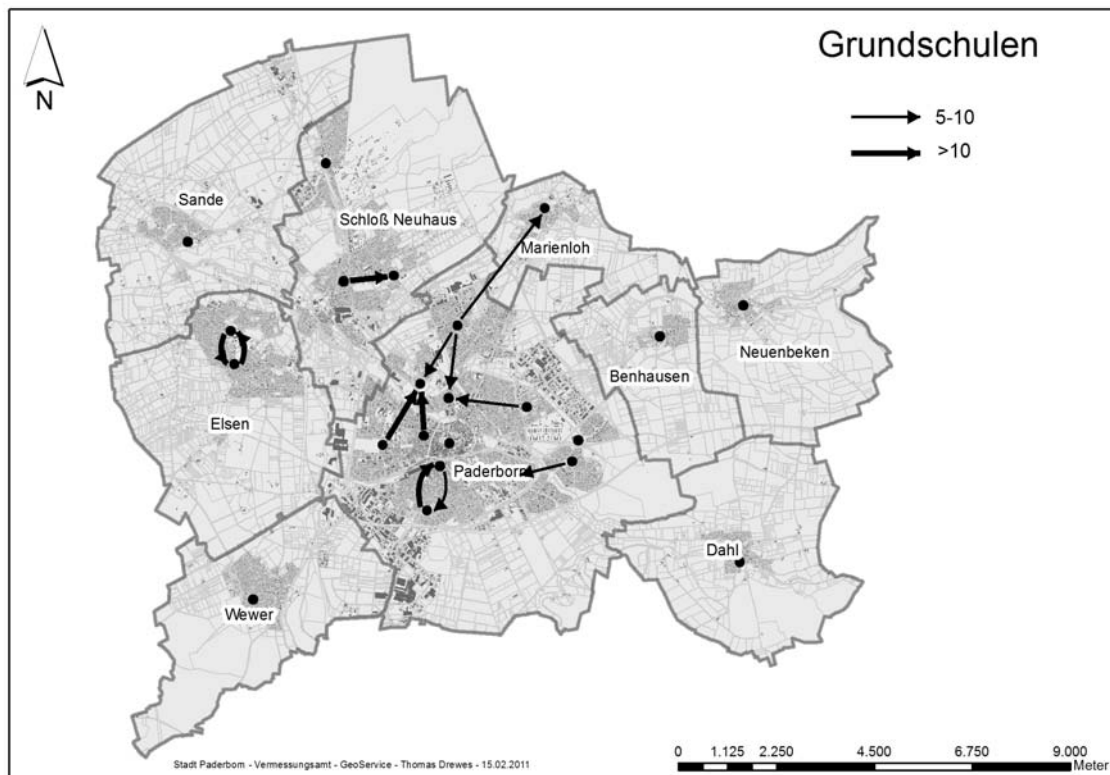 Grundschulen
N
5-10
>10
Sande
Schloß Neuhaus
Marienloh
Neuenbeken
Benhausen
Elsen
Paderborn
Dahl
Wewer
0 1.125 2.250 4.500 6.750 9.000
Meter
Stadt Paderborn - Vermessungsamt - GeoService - Thomas Drewes - 15.02.2011